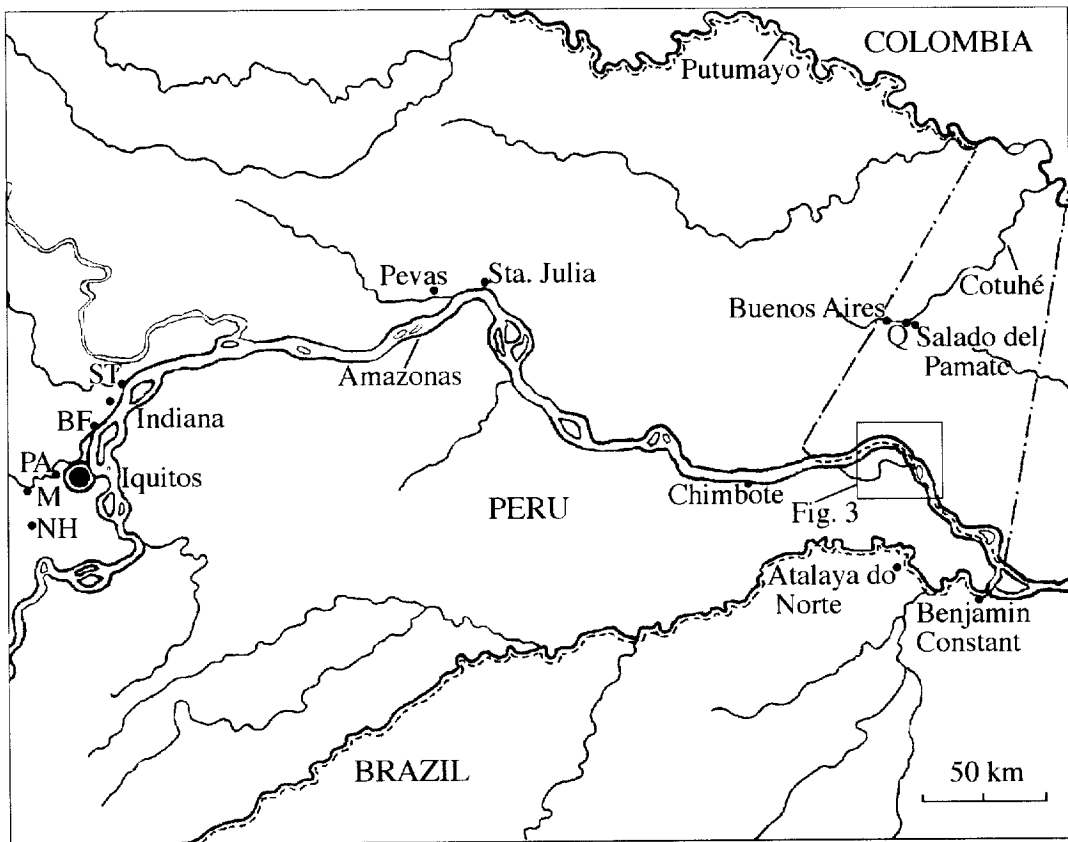 COLOMBIA
Putumayo
Pevas
Sta. Julia
Cotuhé
Buenos Aires
Q
Salado del
Pamate
Amazonas
ST
BF
Indiana
PA
Iquitos
M
NH
Chimbote
PERU
Fig. 3
Atalaya do
Norte
Benjamin
Constant
BRAZIL
50 km